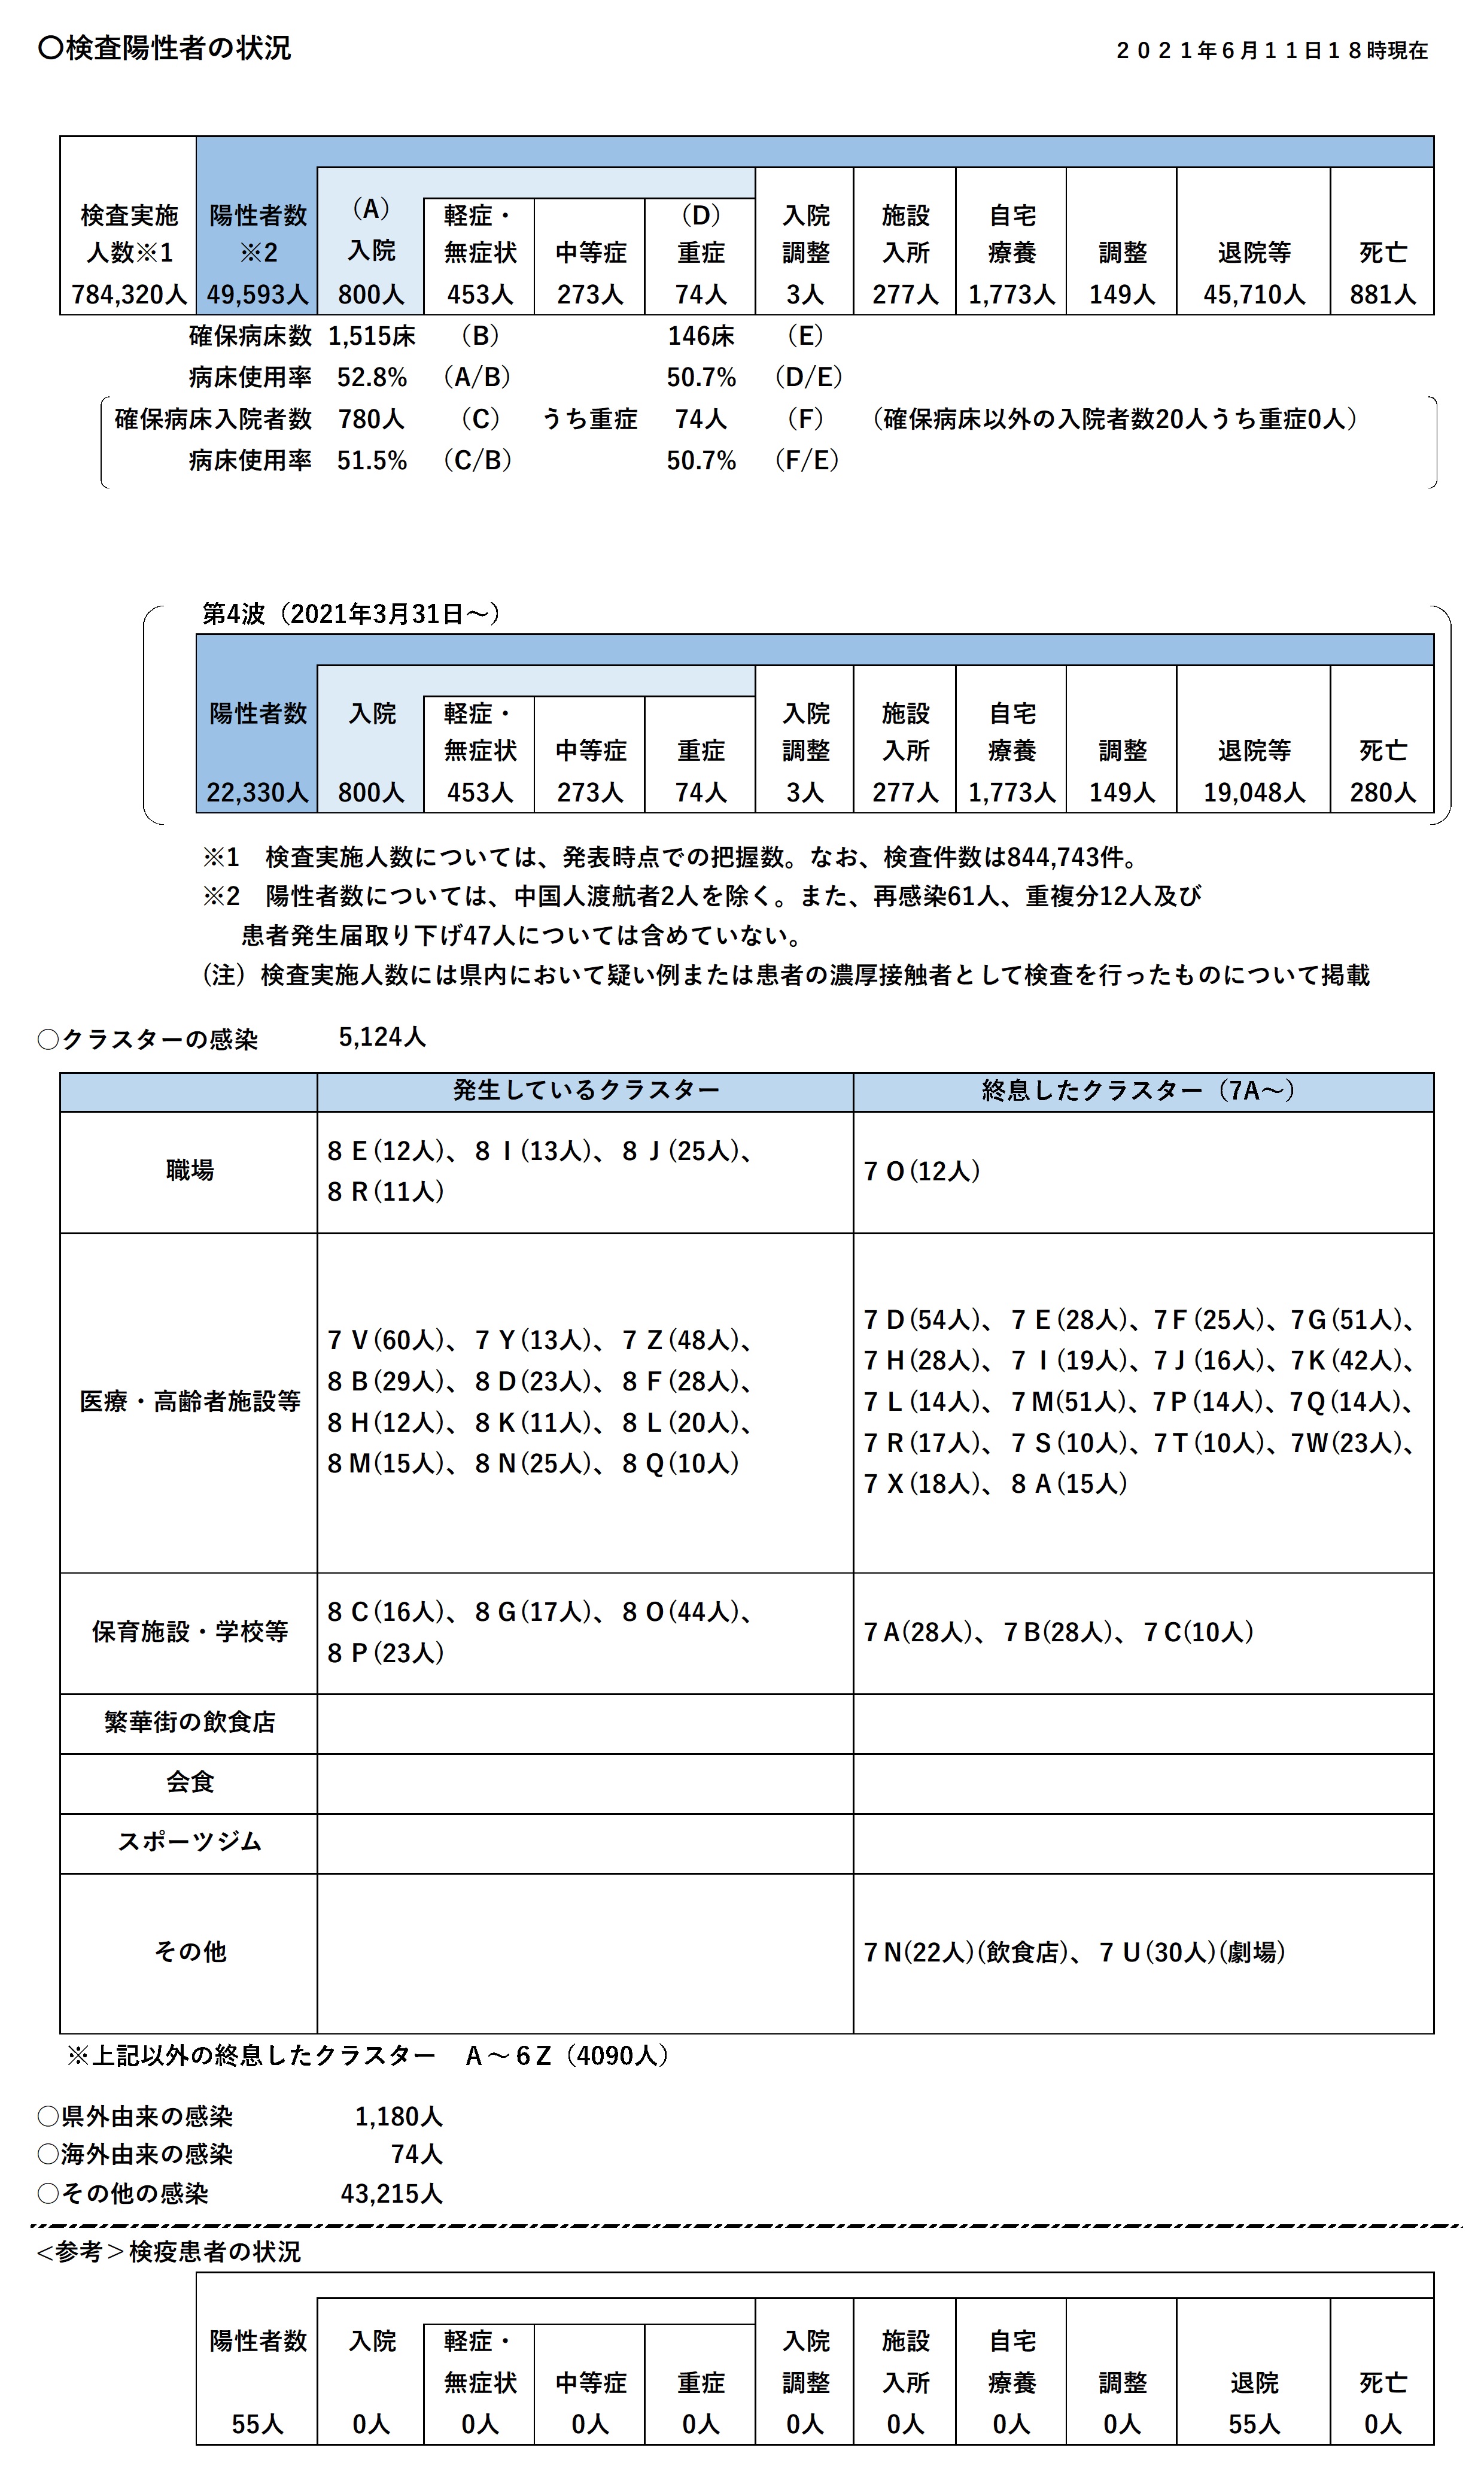 〇検査陽性者の状況
２０２１年６月１１日１８時現在
検査実施 陽性者数 （A） 軽症・ （D） 入院 施設 自宅
人数※1 ※2 入院 無症状 中等症 重症 調整 入所 療養 調整 退院等 死亡
784,320人 49,593人 800人 453人 273人 74人 3人 277人 1,773人 149人 45,710人 881人
確保病床数 1,515床 （B） 146床 （E）
病床使用率 52.8% （A/B） 50.7% （D/E）
確保病床入院者数 780人 （C） うち重症 74人 （F） （確保病床以外の入院者数20人うち重症0人）
病床使用率 51.5% （C/B） 50.7% （F/E）
第4波（2021年3月31日～）
陽性者数 入院 軽症・ 入院 施設 自宅
無症状 中等症 重症 調整 入所 療養 調整 退院等 死亡
22,330人 800人 453人 273人 74人 3人 277人 1,773人 149人 19,048人 280人
※1　検査実施人数については、発表時点での把握数。なお、検査件数は844,743件。
※2　陽性者数については、中国人渡航者2人を除く。また、再感染61人、重複分12人及び
患者発生届取り下げ47人については含めていない。
（注）検査実施人数には県内において疑い例または患者の濃厚接触者として検査を行ったものについて掲載
○クラスターの感染 5,124人
発生しているクラスター 終息したクラスター（7A～）
職場
８Ｅ(12人)、８Ｉ(13人)、８Ｊ(25人)、
８Ｒ(11人)
７Ｏ(12人)
医療・高齢者施設等
７Ｖ(60人)、７Ｙ(13人)、７Ｚ(48人)、
８Ｂ(29人)、８Ｄ(23人)、８Ｆ(28人)、
８Ｈ(12人)、８Ｋ(11人)、８Ｌ(20人)、
８Ｍ(15人)、８Ｎ(25人)、８Ｑ(10人)
７Ｄ(54人)、７Ｅ(28人)、7Ｆ(25人)、7Ｇ(51人)、
７Ｈ(28人)、７Ｉ(19人)、7Ｊ(16人)、7Ｋ(42人)、
７Ｌ(14人)、７Ｍ(51人)、7Ｐ(14人)、7Ｑ(14人)、
７Ｒ(17人)、７Ｓ(10人)、7Ｔ(10人)、7Ｗ(23人)、
７Ｘ(18人)、８Ａ(15人)
保育施設・学校等
８Ｃ(16人)、８Ｇ(17人)、８Ｏ(44人)、
８Ｐ(23人)
７A(28人)、７B(28人)、７C(10人)
繁華街の飲食店
会食
スポーツジム
その他
７N(22人)(飲食店)、７Ｕ(30人)(劇場)
※上記以外の終息したクラスター　Ａ～６Ｚ（4090人）
○県外由来の感染 1,180人
○海外由来の感染 74人
○その他の感染 43,215人
＜参考＞検疫患者の状況
陽性者数 入院 軽症・ 入院 施設 自宅
無症状 中等症 重症 調整 入所 療養 調整 退院 死亡
55人 0人 0人 0人 0人 0人 0人 0人 0人 55人 0人